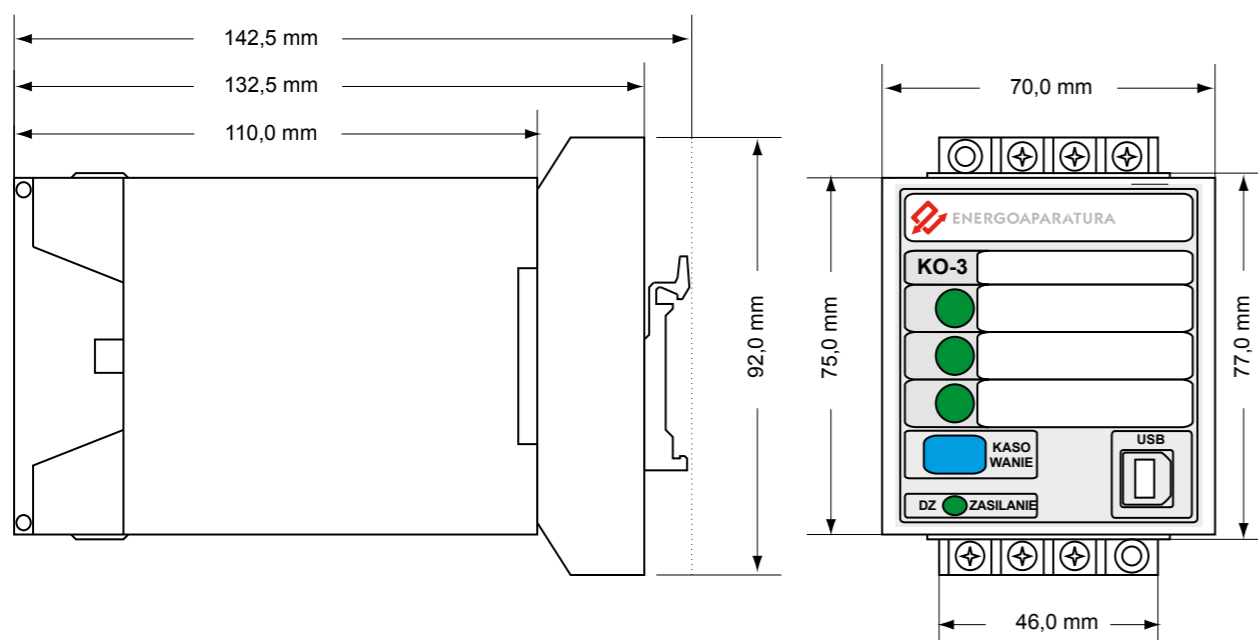 142,5 mm
132,5 mm
110,0 mm
92,0 mm
70,0 mm
75,0 mm
77,0 mm
ENERGOAPARATURA
KO-3
KASO
WANIE
USB
DZ ZASILANIE
46,0 mm